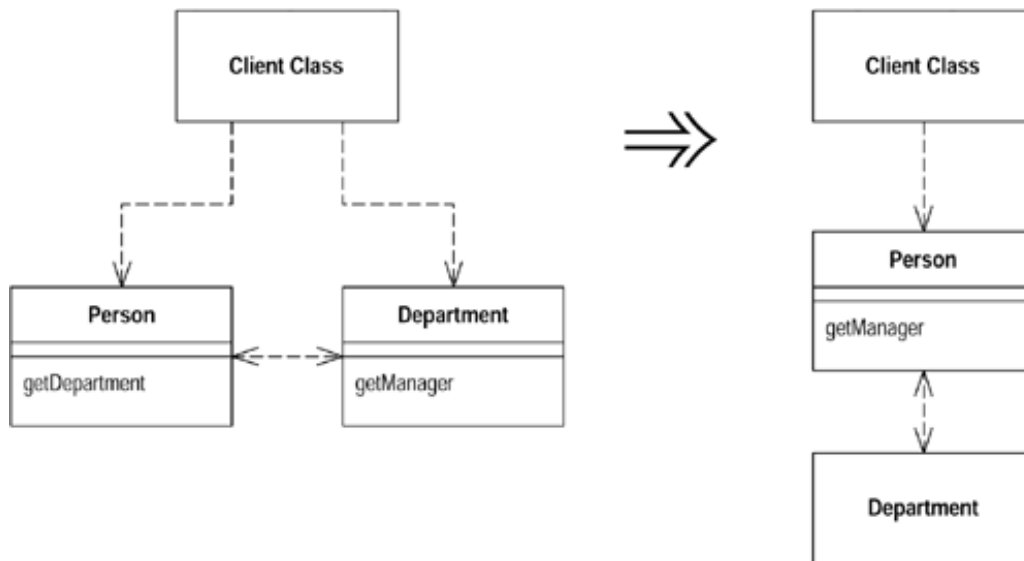 Client Class
Person
getDepartment
Department
getManager
Client Class
Person
getManager
Department